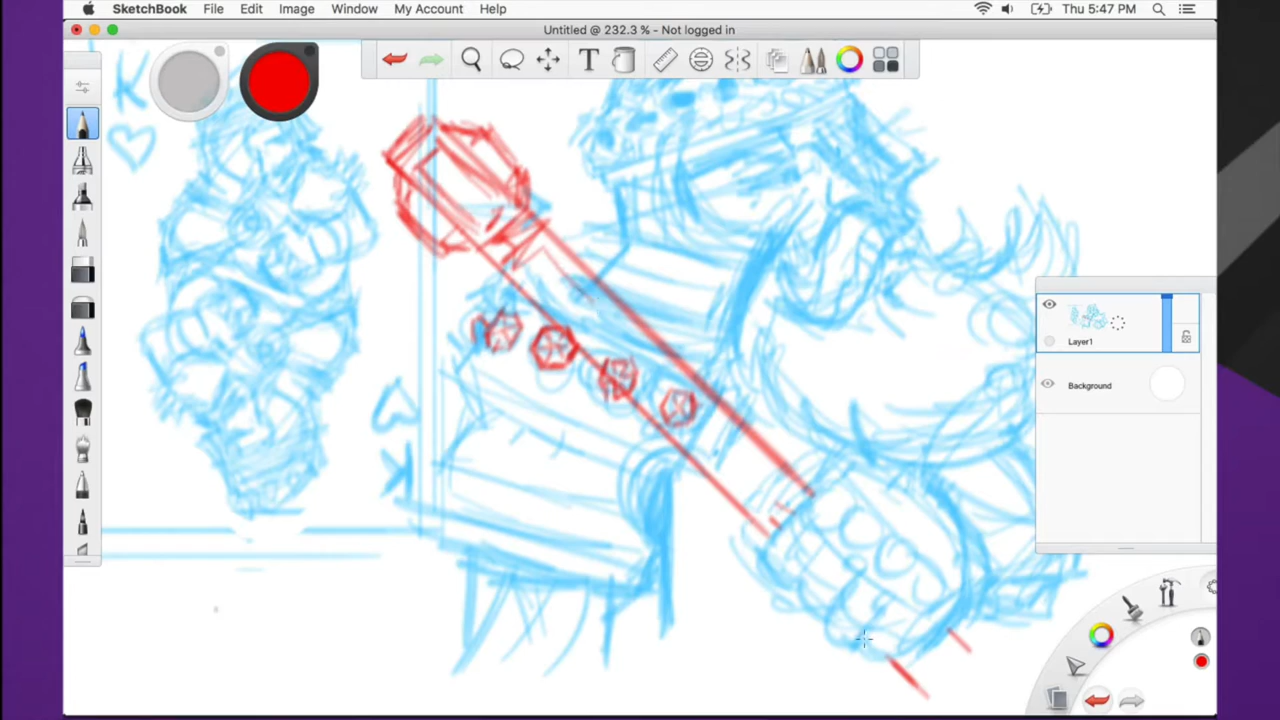 SketchBook File Edit Image Window My Account Help Thu 5:47 PM
Untitled @ 232.3 % - Not logged in
T
K
Layer1
Background
K